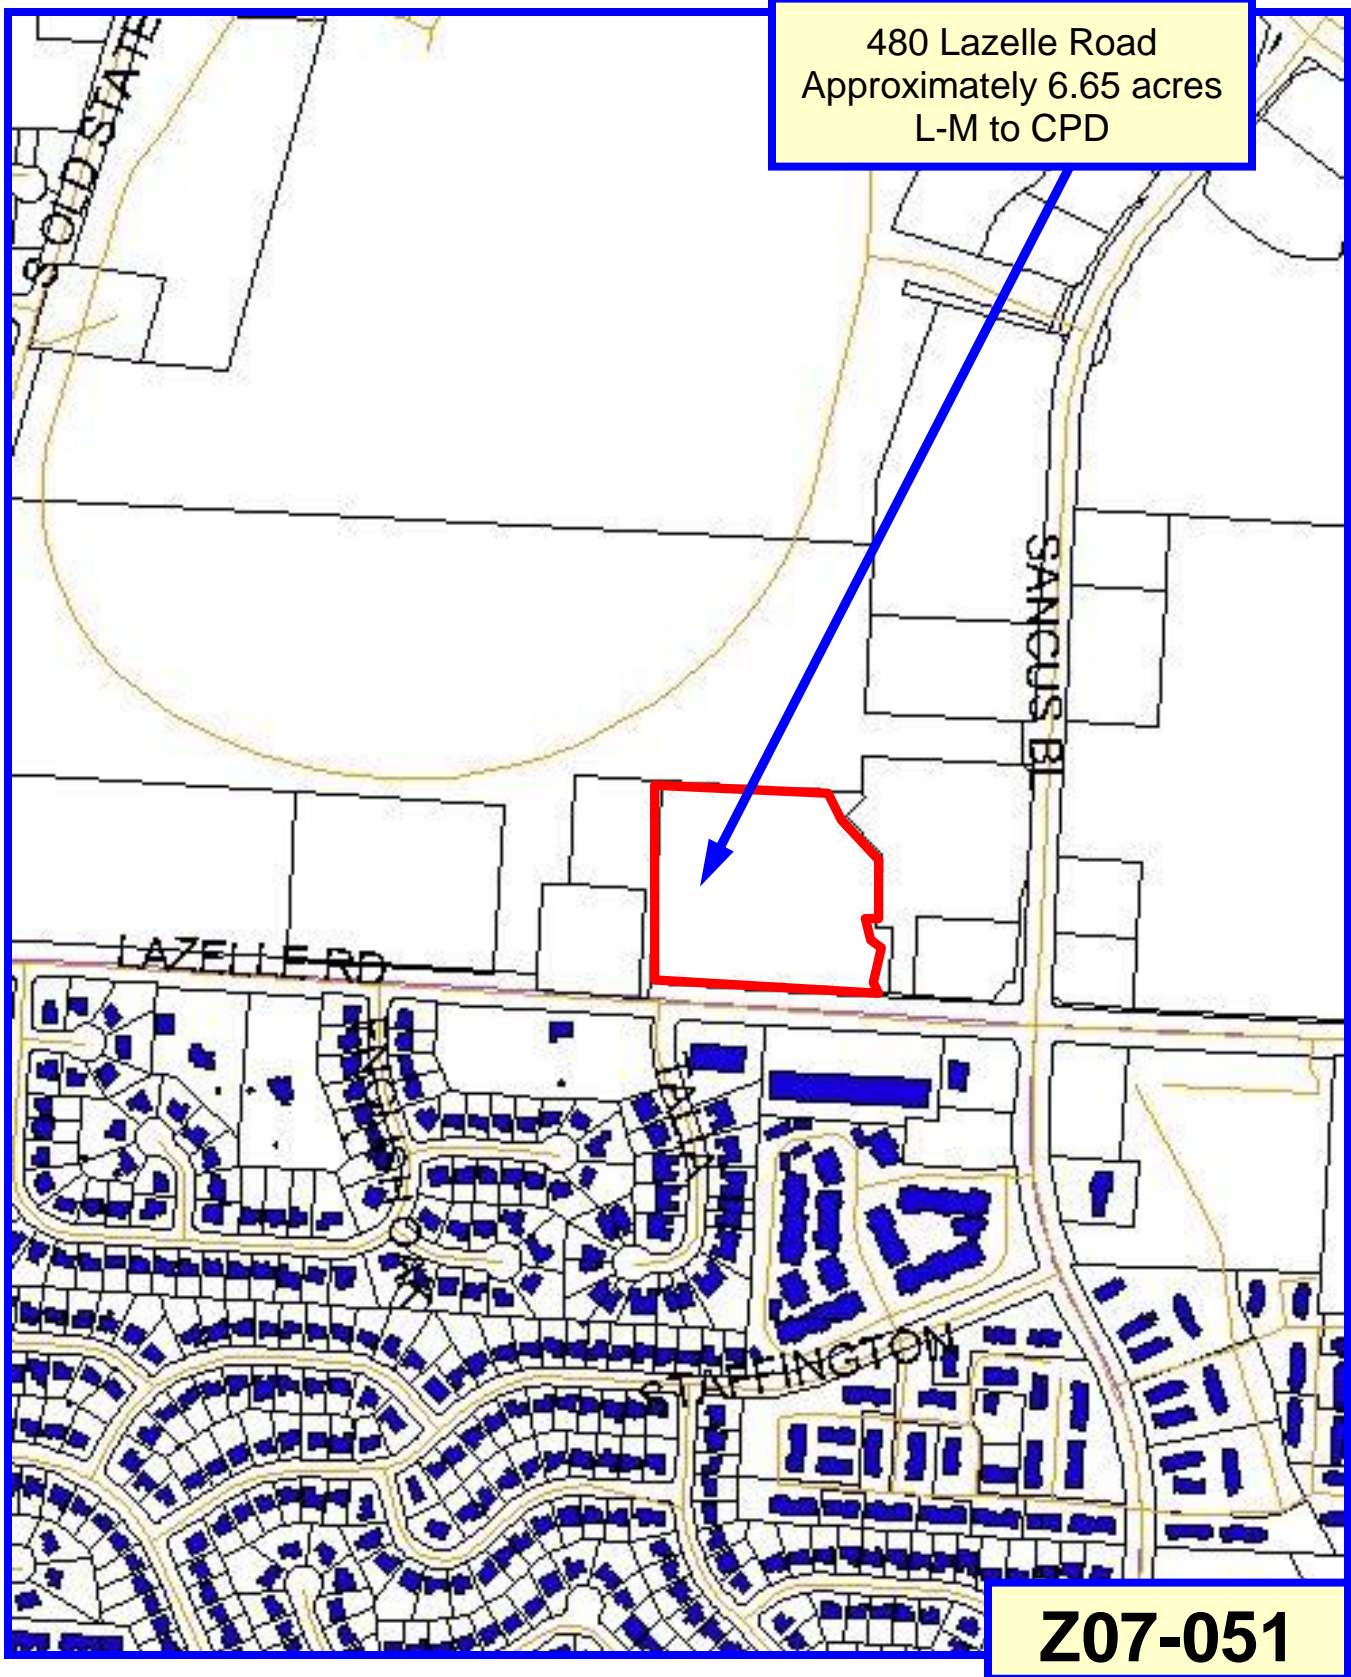 480 Lazelle Road
Approximately 6.65 acres
L-M to CPD
S OLD STATE
SANCUS BL
LAZELLE RD
STAFFINGTON
Z07-051